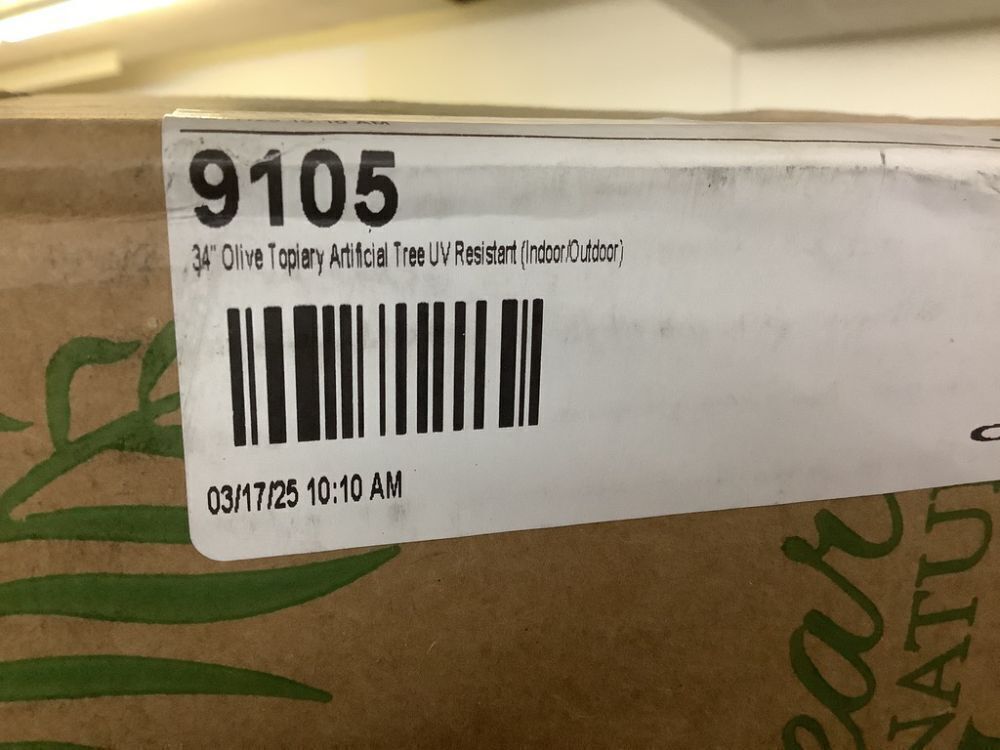 9105
34" Olive Topiary Artificial Tree UV Resistant (Indoor/Outdoor)
03/17/25 10:10 AM